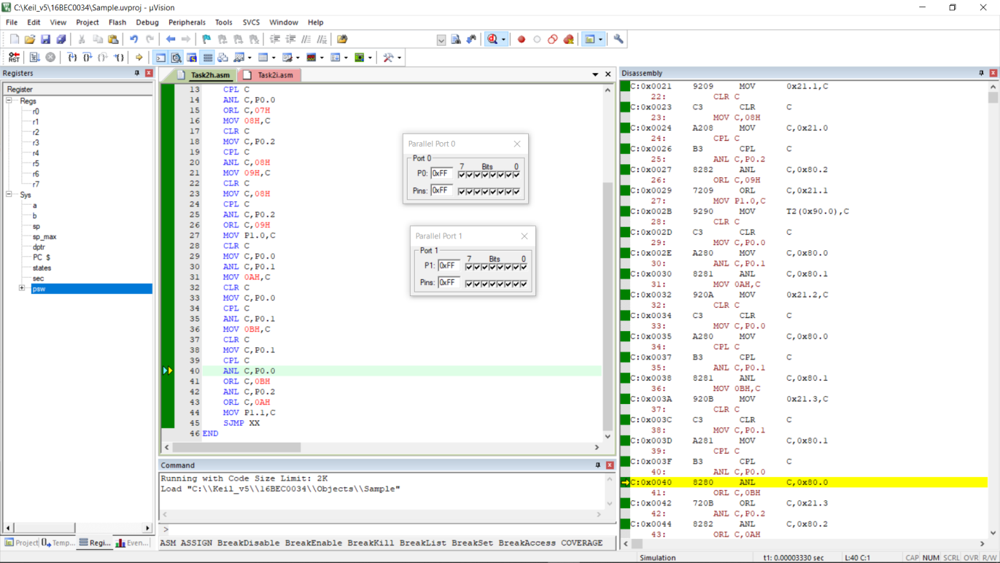 C:\Keil_v5\16BEC0034\Sample.uvproj - µVision
File Edit View Project Flash Debug Peripherals Tools SVCS Window Help
Registers
Register
Regs
r0
r1
r2
r3
r4
r5
r6
r7
Sys
a
b
sp
sp_max
dptr
PC $
states
sec
psw
Project Temp... Regi... Even...
Task2h.asm Task2i.asm
13 CPL C
14 ANL C,P0.0
15 ORL C,07H
16 MOV 08H,C
17 CLR C
18 MOV C,P0.2
19 CPL C
20 ANL C,08H
21 MOV 09H,C
22 CLR C
23 MOV C,08H
24 CPL C
25 ANL C,P0.2
26 ORL C,09H
27 MOV P1.0,C
28 CLR C
29 MOV C,P0.0
30 ANL C,P0.1
31 MOV 0AH,C
32 CLR C
33 MOV C,P0.0
34 CPL C
35 ANL C,P0.1
36 MOV 0BH,C
37 CLR C
38 MOV C,P0.1
39 CPL C
40 ANL C,P0.0
41 ORL C,0BH
42 ANL C,P0.2
43 ORL C,0AH
44 MOV P1.1,C
45 SJMP XX
46 END
Parallel Port 0
Port 0
7 Bits 0
P0: 0xFF
Pins: 0xFF
Parallel Port 1
Port 1
7 Bits 0
P1: 0xFF
Pins: 0xFF
Command
Running with Code Size Limit: 2K
Load "C:\\Keil_v5\\16BEC0034\\Objects\\Sample"
>
ASM ASSIGN BreakDisable BreakEnable BreakKill BreakList BreakSet BreakAccess COVERAGE
Disassembly
C:0x0021 9209 MOV 0x21.1,C
22: CLR C
C:0x0023 C3 CLR C
23: MOV C,08H
C:0x0024 A208 MOV C,0x21.0
24: CPL C
C:0x0026 B3 CPL C
25: ANL C,P0.2
C:0x0027 8282 ANL C,0x80.2
26: ORL C,09H
C:0x0029 7209 ORL C,0x21.1
27: MOV P1.0,C
C:0x002B 9290 MOV T2(0x90.0),C
28: CLR C
C:0x002D C3 CLR C
29: MOV C,P0.0
C:0x002E A280 MOV C,0x80.0
30: ANL C,P0.1
C:0x0030 8281 ANL C,0x80.1
31: MOV 0AH,C
C:0x0032 920A MOV 0x21.2,C
32: CLR C
C:0x0034 C3 CLR C
33: MOV C,P0.0
C:0x0035 A280 MOV C,0x80.0
34: CPL C
C:0x0037 B3 CPL C
35: ANL C,P0.1
C:0x0038 8281 ANL C,0x80.1
36: MOV 0BH,C
C:0x003A 920B MOV 0x21.3,C
37: CLR C
C:0x003C C3 CLR C
38: MOV C,P0.1
C:0x003D A281 MOV C,0x80.1
39: CPL C
C:0x003F B3 CPL C
40: ANL C,P0.0
C:0x0040 8280 ANL C,0x80.0
41: ORL C,0BH
C:0x0042 720B ORL C,0x21.3
42: ANL C,P0.2
C:0x0044 8282 ANL C,0x80.2
43: ORL C,0AH
Simulation t1: 0.00003330 sec L:40 C:1 CAP NUM SCRL OVR R/W